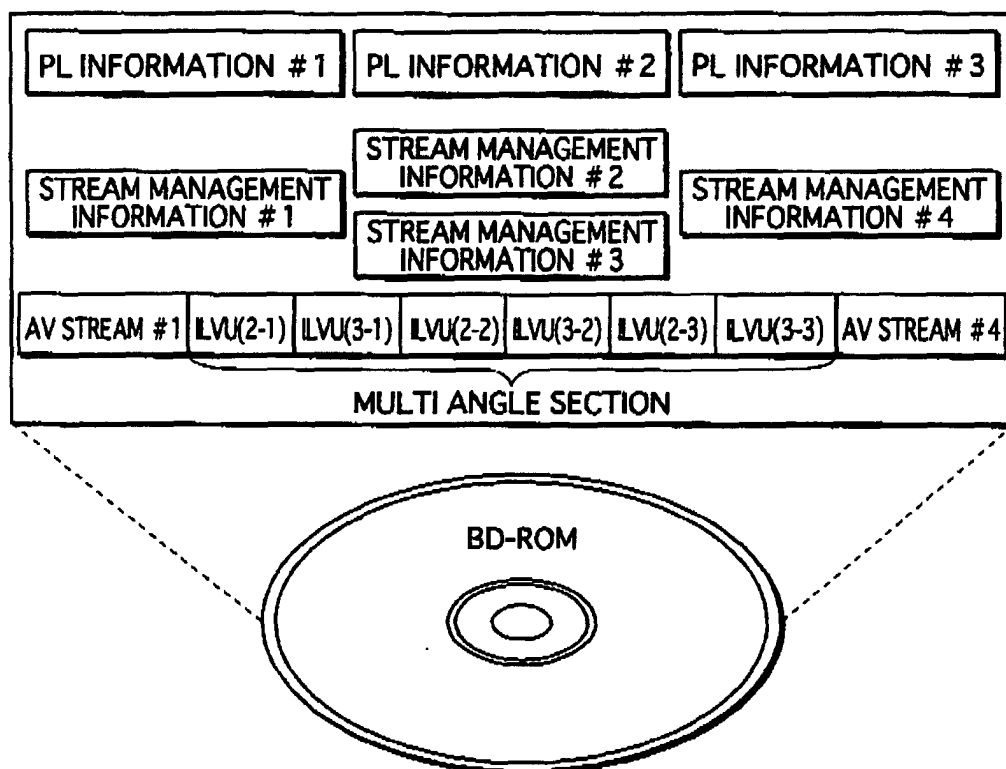 PL INFORMATION #1
PL INFORMATION #2
PL INFORMATION #3
STREAM MANAGEMENT
INFORMATION #1
STREAM MANAGEMENT
INFORMATION #2
STREAM MANAGEMENT
INFORMATION #3
STREAM MANAGEMENT
INFORMATION #4
AV STREAM #1
ILVU(2-1)
ILVU(3-1)
ILVU(2-2)
ILVU(3-2)
ILVU(2-3)
ILVU(3-3)
AV STREAM #4
MULTI ANGLE SECTION
BD-ROM